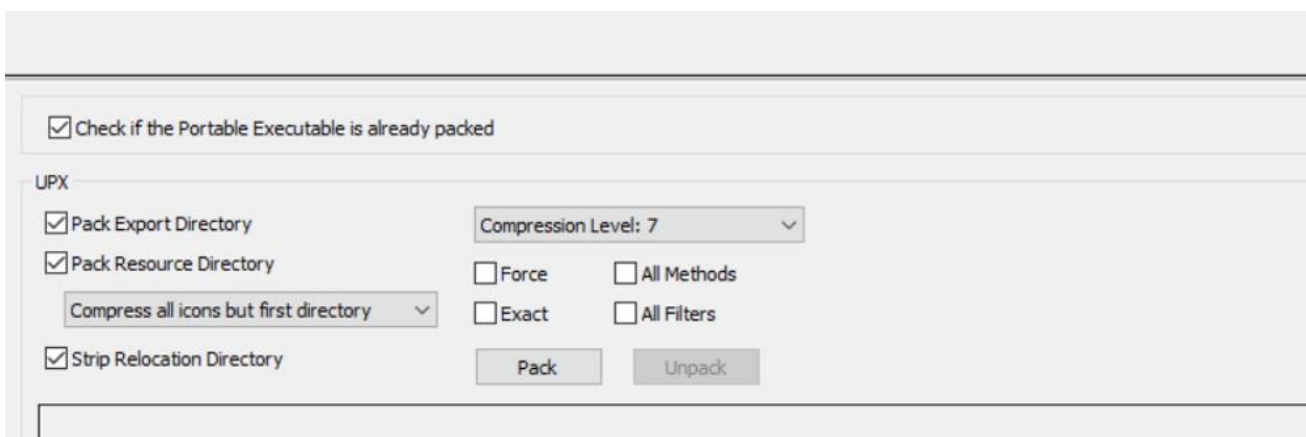 Check if the Portable Executable is already packed
UPX
Pack Export Directory
Compression Level: 7
Pack Resource Directory
Force
All Methods
Compress all icons but first directory
Exact
All Filters
Strip Relocation Directory
Pack
Unpack